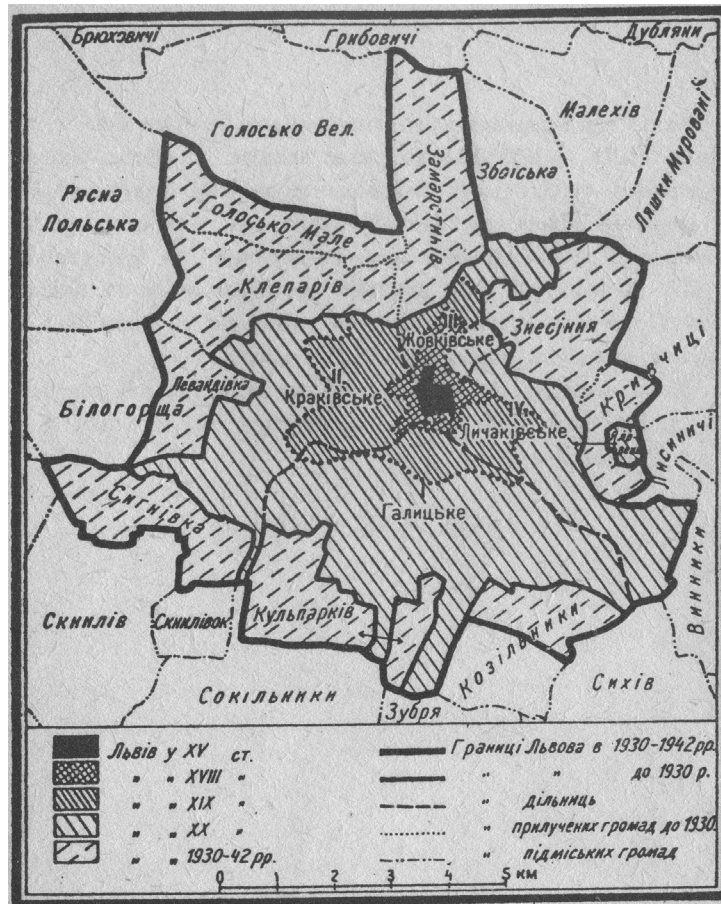 Брюховичі
Грибовичі
Дубляни
Малехів
Голосько Вел.
Збоїська
Ляшки Муровані
Замарстинів
Рясна
Польська
Голосько Мале
Клепарів
III
Жовківське
Знесіння
Кривчиці
II
Краківське
Левандівка
Білогорща
IV
Личаківське
Лисиничі
Сигнівка
Галицьке
Винники
Скнилів
Скнилівок
Кульпарків
Козільники
Сокільники
Сихів
Зубря
Львів у XV ст.
" " XVIII "
" " XIX "
" " XX "
" " 1930-42 рр.
Границі Львова в 1930-1942 рр.
" " до 1930 р.
" дільниць
" прилучених громад до 1930.
" підміських громад
0 1 2 3 4 5 км